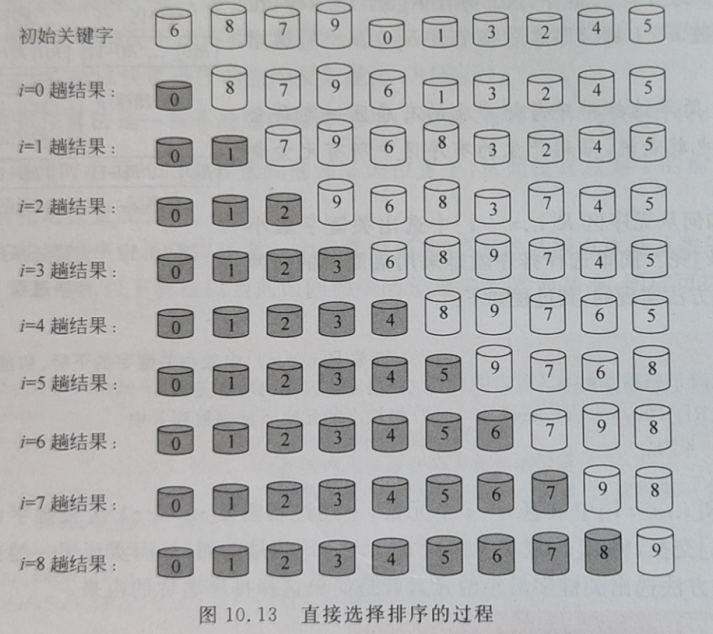 初始关键字 6 8 7 9 0 1 3 2 4 5
i=0 趟结果： 0 8 7 9 6 1 3 2 4 5
i=1 趟结果： 0 1 7 9 6 8 3 2 4 5
i=2 趟结果： 0 1 2 9 6 8 3 7 4 5
i=3 趟结果： 0 1 2 3 6 8 9 7 4 5
i=4 趟结果： 0 1 2 3 4 8 9 7 6 5
i=5 趟结果： 0 1 2 3 4 5 9 7 6 8
i=6 趟结果： 0 1 2 3 4 5 6 7 9 8
i=7 趟结果： 0 1 2 3 4 5 6 7 9 8
i=8 趟结果： 0 1 2 3 4 5 6 7 8 9
图 10.13 直接选择排序的过程